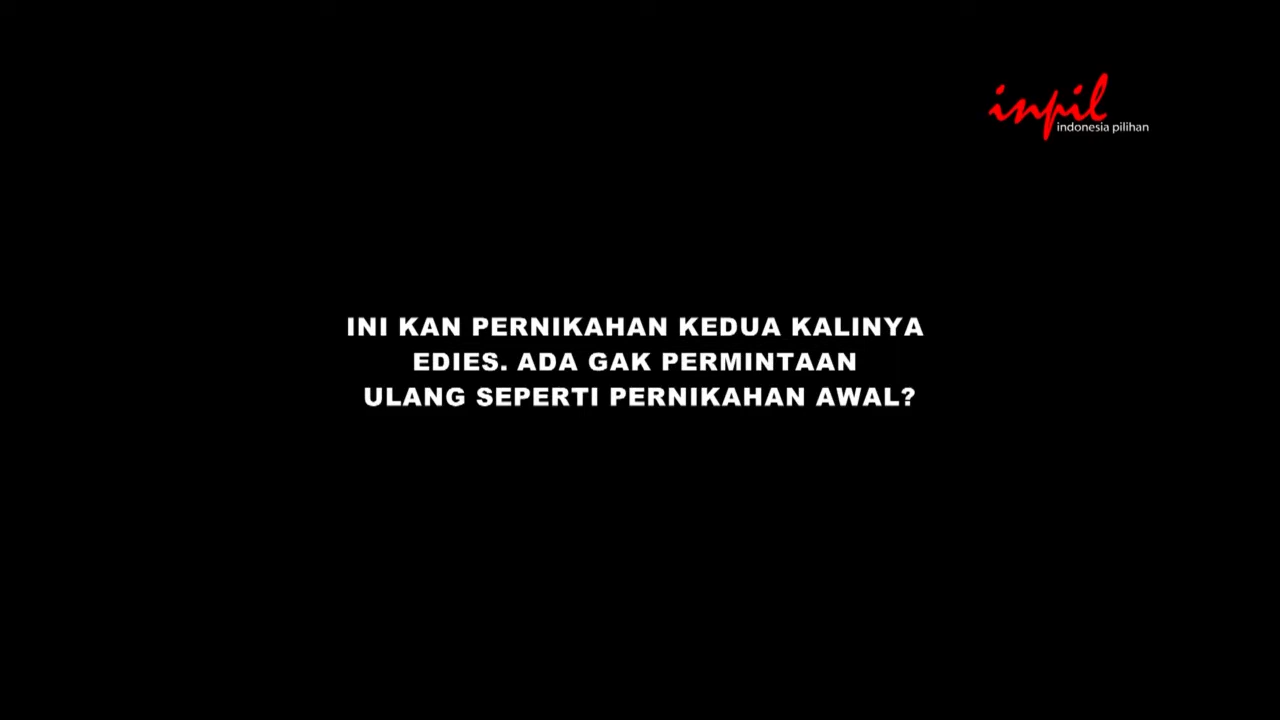 inpil
indonesia pilihan
INI KAN PERNIKAHAN KEDUA KALINYA
EDIES. ADA GAK PERMINTAAN
ULANG SEPERTI PERNIKAHAN AWAL?